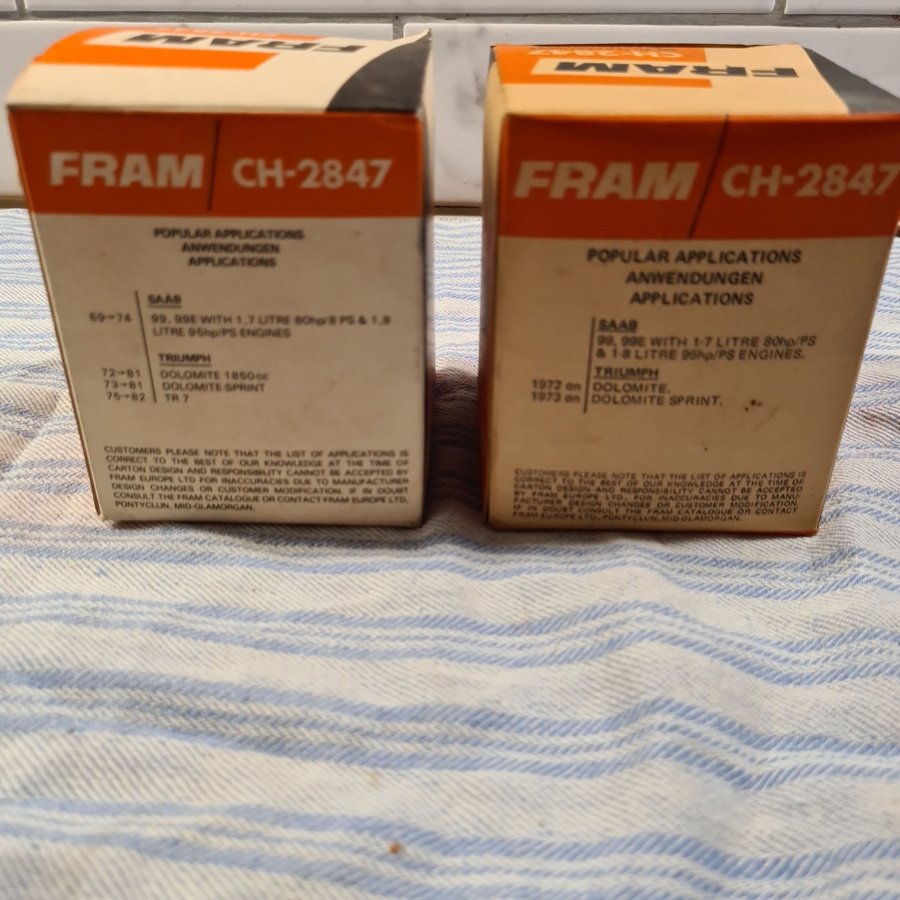 FRAM
FRAM CH-2847
POPULAR APPLICATIONS
ANWENDUNGEN
APPLICATIONS
SAAB
69→74 99, 99E WITH 1,7 LITRE 80hp/8 PS & 1,8
LITRE 95hp/PS ENGINES
TRIUMPH
72→81 DOLOMITE 1850cc
73→81 DOLOMITE SPRINT
75→82 TR 7
CUSTOMERS PLEASE NOTE THAT THE LIST OF APPLICATIONS IS
CORRECT TO THE BEST OF OUR KNOWLEDGE AT THE TIME OF
CARTON DESIGN AND RESPONSIBILITY CANNOT BE ACCEPTED BY
FRAM EUROPE LTD FOR INACCURACIES DUE TO MANUFACTURER
DESIGN CHANGES OR CUSTOMER MODIFICATION. IF IN DOUBT
CONSULT THE FRAM CATALOGUE OR CONTACT FRAM EUROPE LTD.
PONTYCLUN, MID-GLAMORGAN.
CH-2847
FRAM
FRAM CH-2847
POPULAR APPLICATIONS
ANWENDUNGEN
APPLICATIONS
SAAB
99, 99E WITH 1·7 LITRE 80hp/PS
& 1·8 LITRE 95hp/PS ENGINES.
TRIUMPH
1972 on DOLOMITE.
1973 on DOLOMITE SPRINT.
CUSTOMERS PLEASE NOTE THAT THE LIST OF APPLICATIONS IS
CORRECT TO THE BEST OF OUR KNOWLEDGE AT THE TIME OF
CARTON DESIGN AND RESPONSIBILITY CANNOT BE ACCEPTED
BY FRAM EUROPE LTD., FOR INACCURACIES DUE TO MANU-
FACTURER DESIGN CHANGES OR CUSTOMER MODIFICATION.
IF IN DOUBT CONSULT THE FRAM CATALOGUE OR CONTACT
FRAM EUROPE LTD., PONTYCLUN, MID-GLAMORGAN.